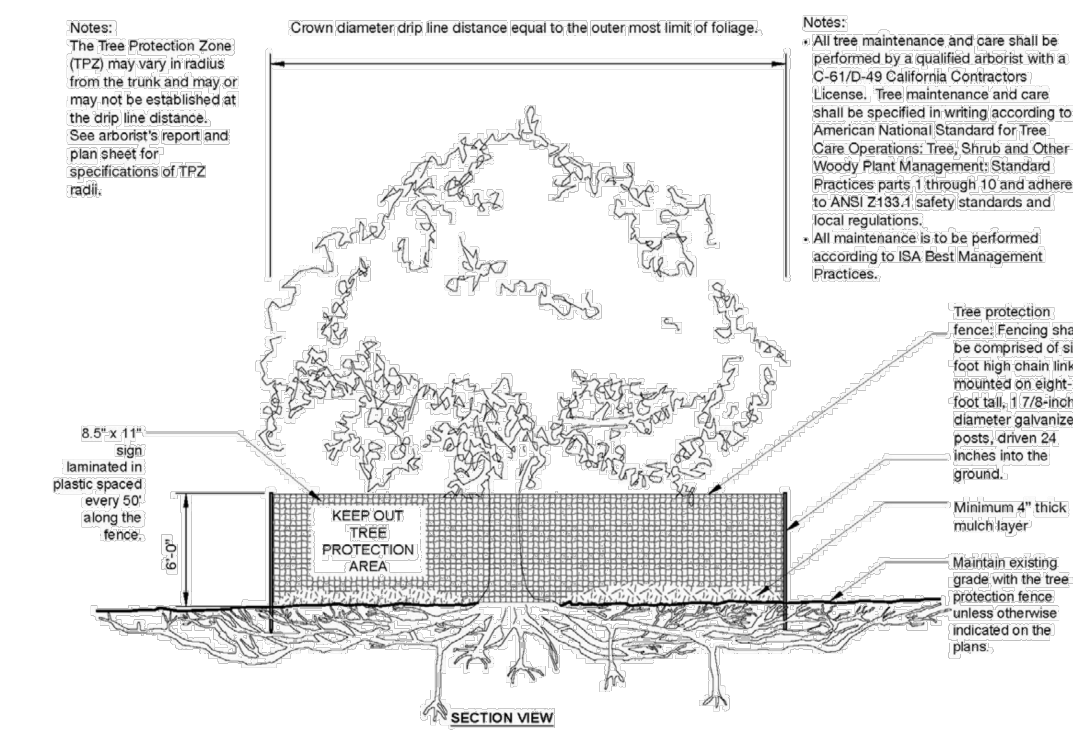 Notes:
The Tree Protection Zone
(TPZ) may vary in radius
from the trunk and may or
may not be established at
the drip line distance.
See arborist's report and
plan sheet for
specifications of TPZ
radii.
Crown diameter drip line distance equal to the outer most limit of foliage.
Notes:
• All tree maintenance and care shall be
performed by a qualified arborist with a
C-61/D-49 California Contractors
License. Tree maintenance and care
shall be specified in writing according to
American National Standard for Tree
Care Operations: Tree, Shrub and Other
Woody Plant Management: Standard
Practices parts 1 through 10 and adhere
to ANSI Z133.1 safety standards and
local regulations.
• All maintenance is to be performed
according to ISA Best Management
Practices.
Tree protection
fence: Fencing sha
be comprised of si
foot high chain link
mounted on eight-
foot tall, 1 7/8-inch
diameter galvanize
posts, driven 24
inches into the
ground.
8.5" x 11"
sign
laminated in
plastic spaced
every 50'
along the
fence.
6'-0"
KEEP OUT
TREE
PROTECTION
AREA
Minimum 4" thick
mulch layer
Maintain existing
grade with the tree
protection fence
unless otherwise
indicated on the
plans.
SECTION VIEW